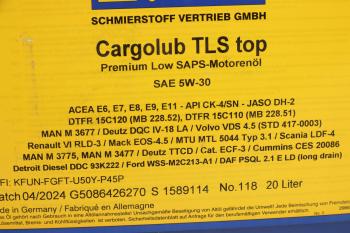 SCHMIERSTOFF VERTRIEB GMBH
Cargolub TLS top
Premium Low SAPS-Motorenöl
SAE 5W-30
ACEA E6, E7, E8, E9, E11 - API CK-4/SN - JASO DH-2
DTFR 15C120 (MB 228.52), DTFR 15C110 (MB 228.51)
MAN M 3677 / Deutz DQC IV-18 LA / Volvo VDS 4.5 (STD 417-0003)
Renault VI RLD-3 / Mack EOS-4.5 / MTU MTL 5044 Typ 3.1 / Scania LDF-4
MAN M 3775, MAN M 3477 / Deutz TTCD / Cat. ECF-3 / Cummins CES 20086
Detroit Diesel DDC 93K222 / Ford WSS-M2C213-A1 / DAF PSQL 2.1 E LD (long drain)
FI: KFUN-FGFT-U50Y-P45P
atch 04/2024 G5086426270 S 1589114 No.118 20 Liter
de in Germany / Fabriqué en Allemagne